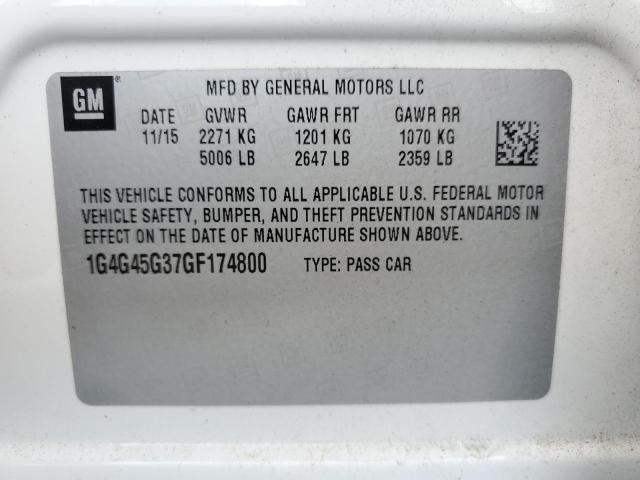 GM
MFD BY GENERAL MOTORS LLC
DATE GVWR GAWR FRT GAWR RR
11/15 2271 KG 1201 KG 1070 KG
5006 LB 2647 LB 2359 LB
THIS VEHICLE CONFORMS TO ALL APPLICABLE U.S. FEDERAL MOTOR
VEHICLE SAFETY, BUMPER, AND THEFT PREVENTION STANDARDS IN
EFFECT ON THE DATE OF MANUFACTURE SHOWN ABOVE.
1G4G45G37GF174800 TYPE: PASS CAR